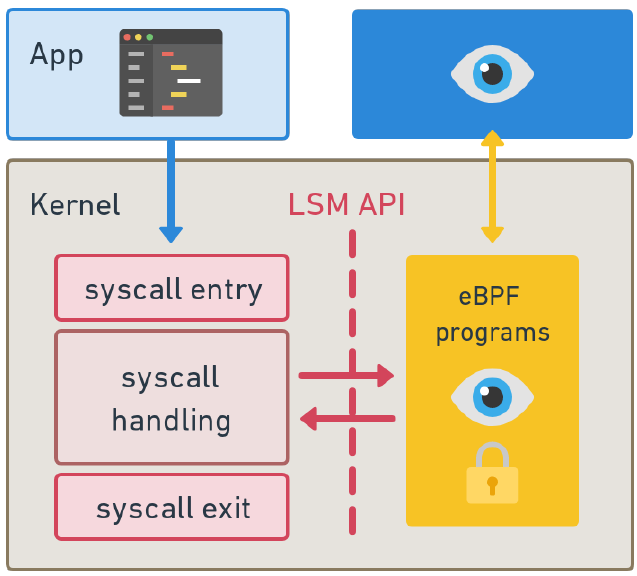 App
Kernel
LSM API
syscall entry
syscall
handling
syscall exit
eBPF
programs